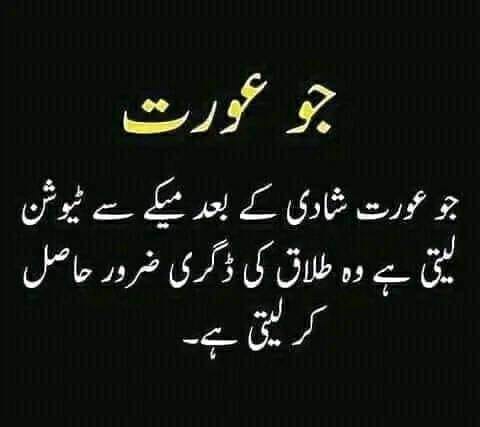 جو عورت
جو عورت شادی کے بعد میکے سے ٹیوشن
لیتی ہے وہ طلاق کی ڈگری ضرور حاصل
کر لیتی ہے۔